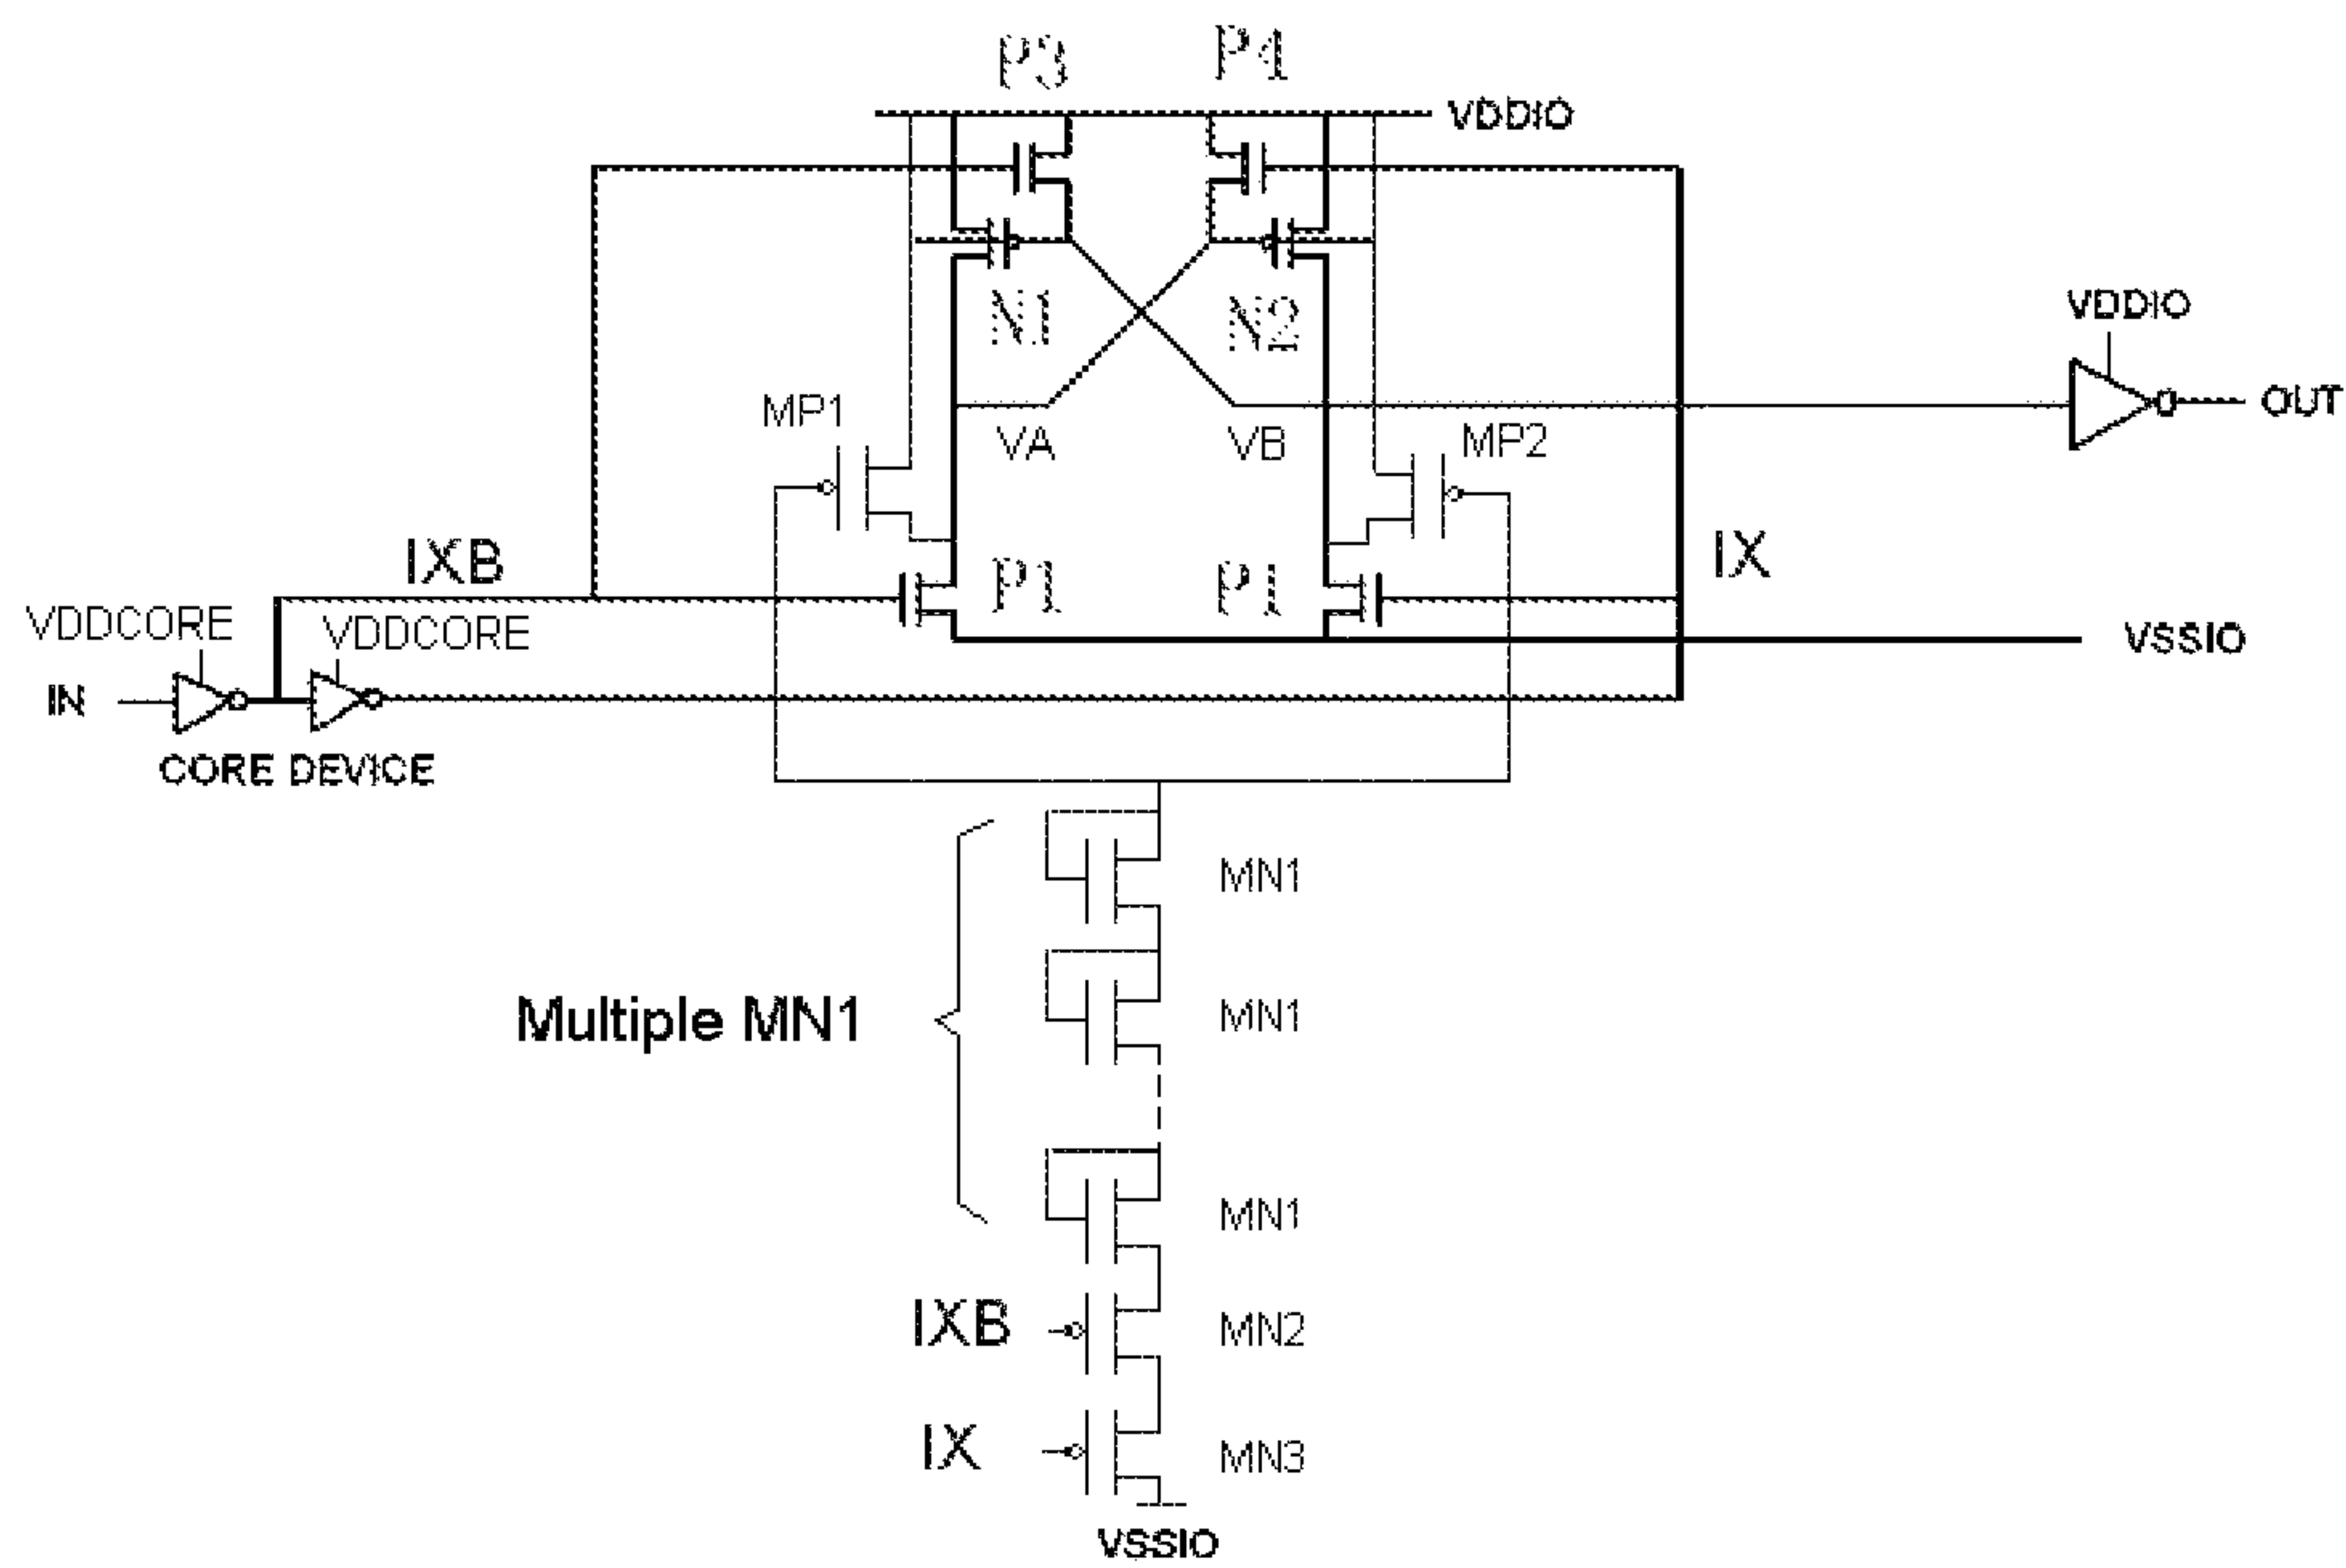 P3 P4
VDDIO
N1 N2
VDDIO
OUT
MP1
VA VB
MP2
IXB
IX
P1 P1
VDDCORE
VDDCORE
VSSIO
IN
CORE DEVICE
MN1
Multiple MN1
MN1
MN1
IXB MN2
IX MN3
VSSIO